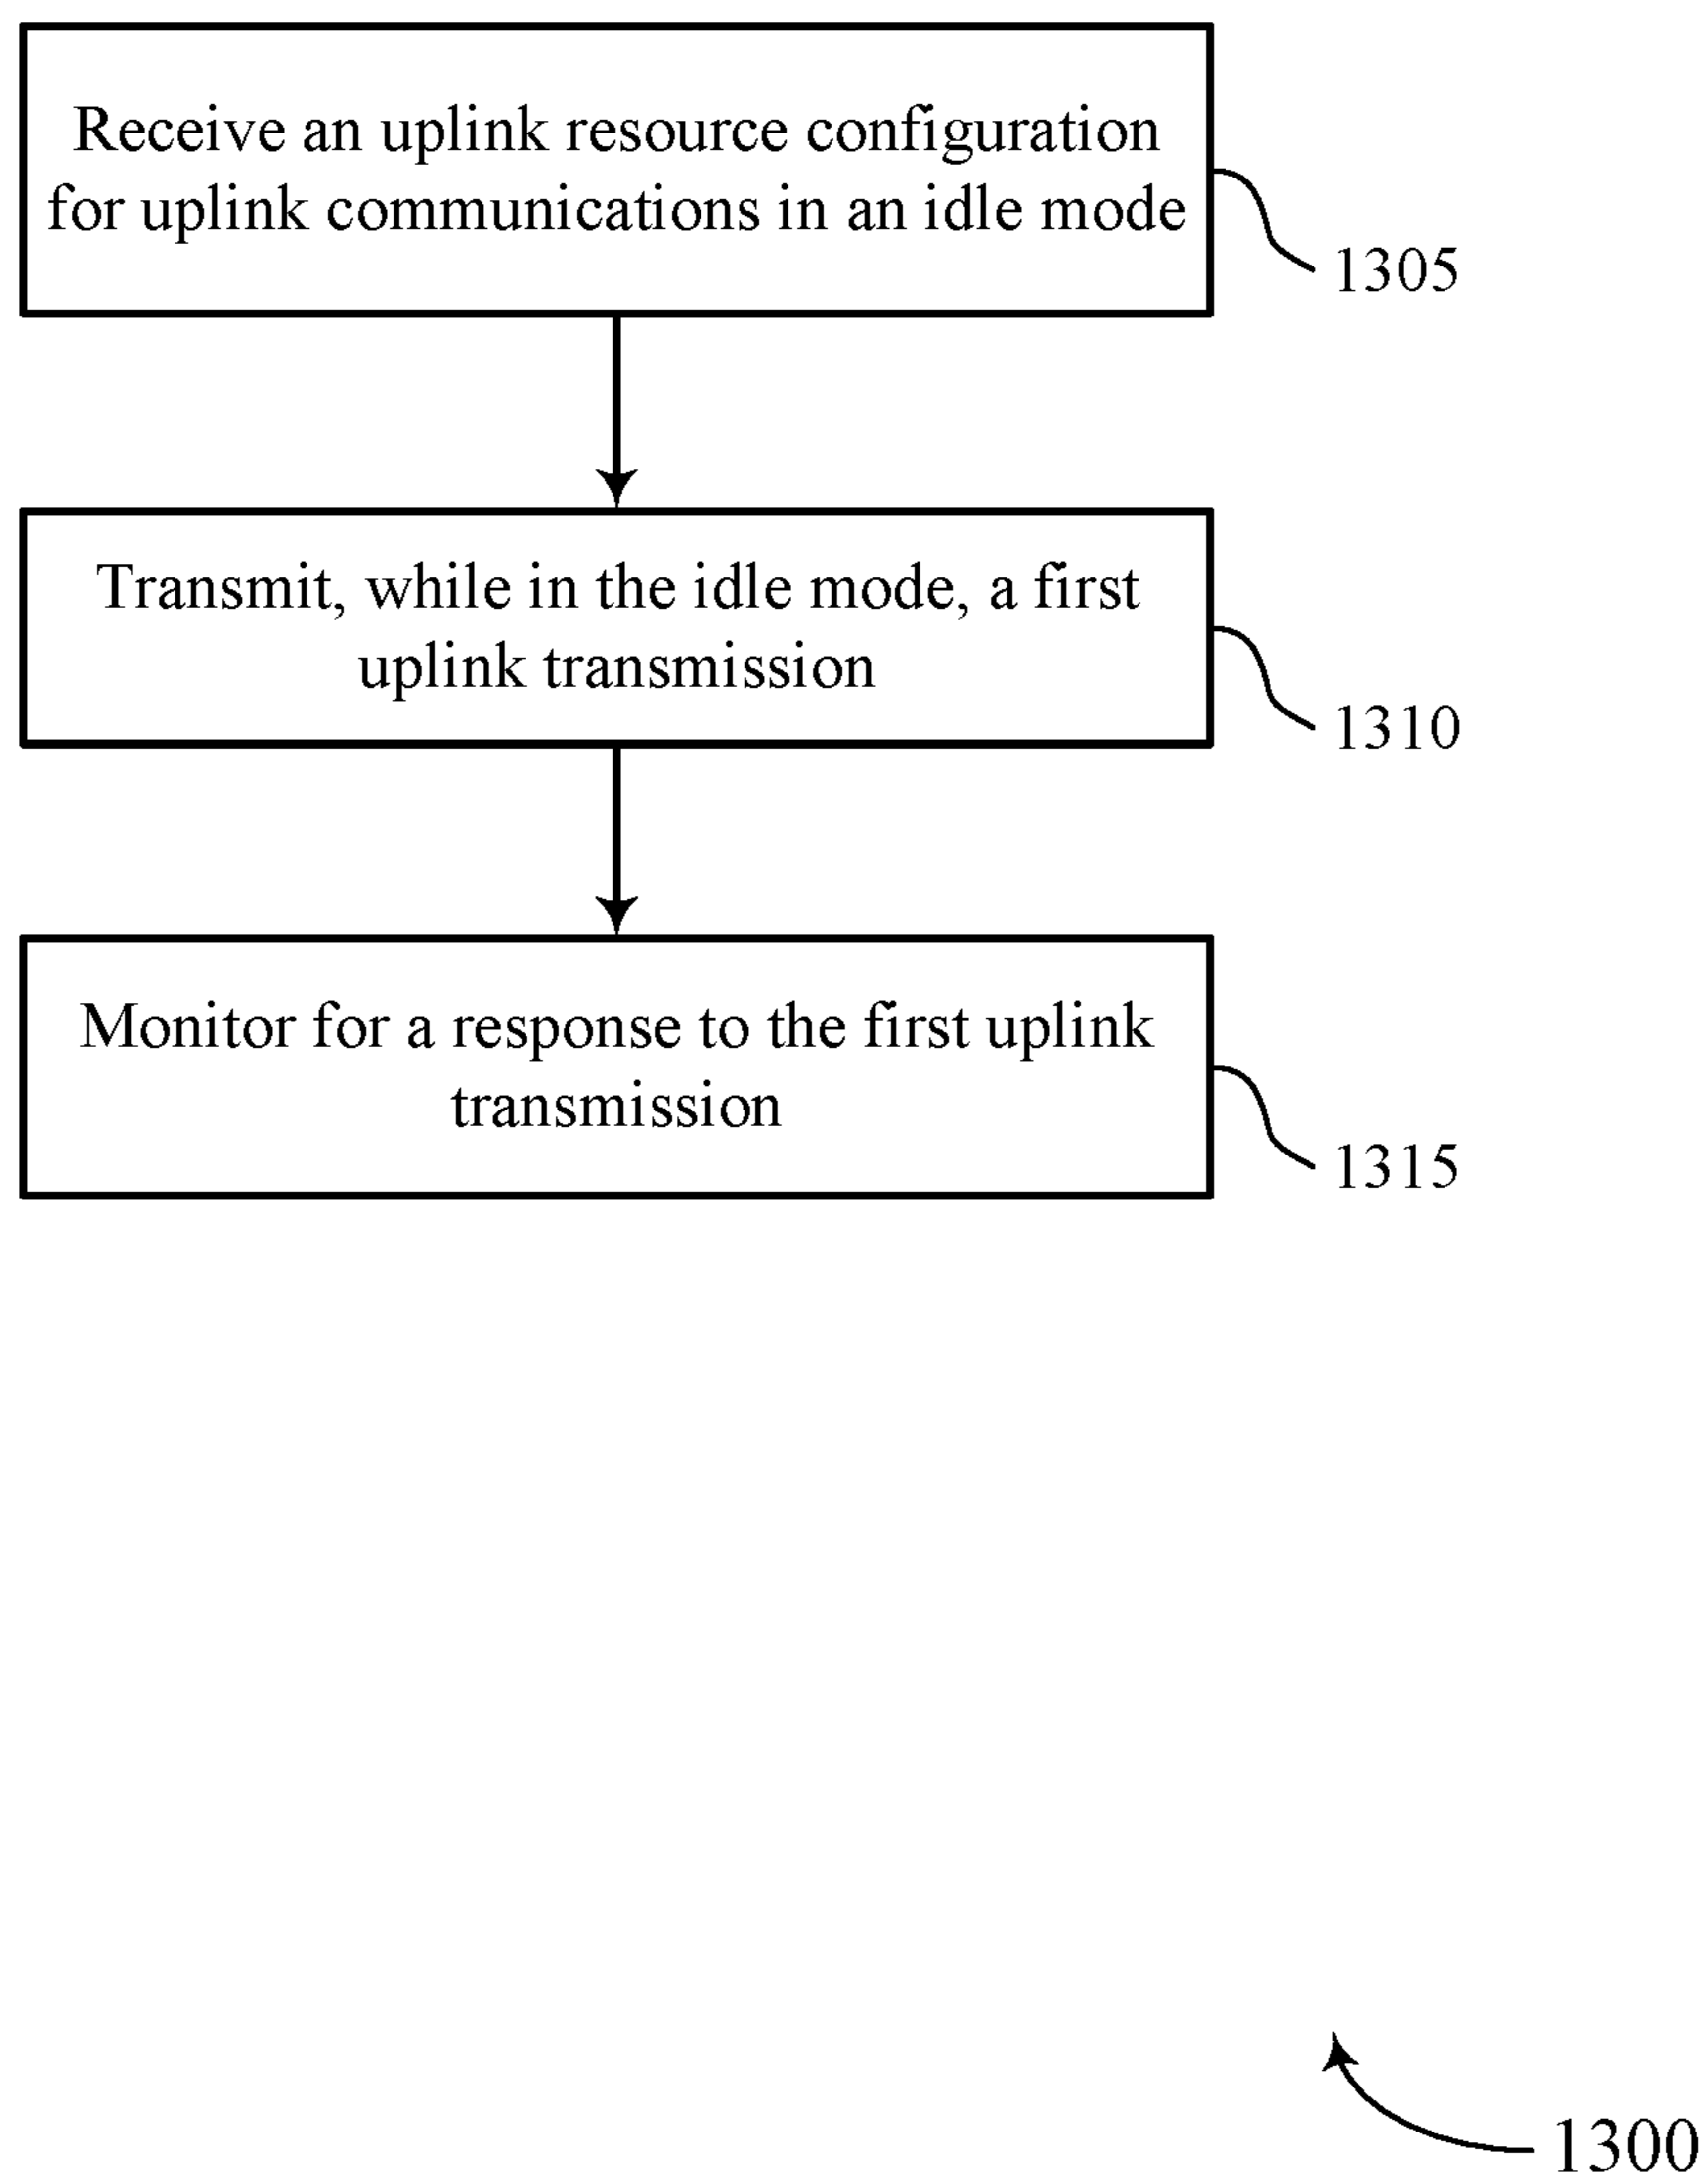 Receive an uplink resource configuration
for uplink communications in an idle mode
1305
Transmit, while in the idle mode, a first
uplink transmission
1310
Monitor for a response to the first uplink
transmission
1315
1300